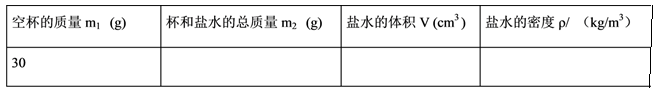 空杯的质量 m₁ (g) 杯和盐水的总质量 m₂ (g) 盐水的体积 V (cm³) 盐水的密度 ρ/ （kg/m³）
30